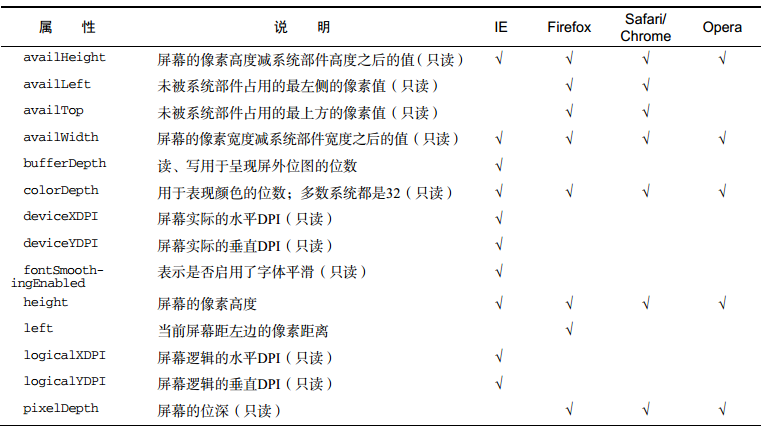 属 性 说 明 IE Firefox Safari/Chrome Opera
availHeight 屏幕的像素高度减系统部件高度之后的值(只读) √ √ √ √
availLeft 未被系统部件占用的最左侧的像素值(只读) √ √
availTop 未被系统部件占用的最上方的像素值(只读) √ √
availWidth 屏幕的像素宽度减系统部件宽度之后的值(只读) √ √ √ √
bufferDepth 读、写用于呈现屏外位图的位数 √
colorDepth 用于表现颜色的位数；多数系统都是32(只读) √ √ √ √
deviceXDPI 屏幕实际的水平DPI(只读) √
deviceYDPI 屏幕实际的垂直DPI(只读) √
fontSmooth- 表示是否启用了字体平滑(只读) √
ingEnabled
height 屏幕的像素高度 √ √ √ √
left 当前屏幕距左边的像素距离 √
logicalXDPI 屏幕逻辑的水平DPI(只读) √
logicalYDPI 屏幕逻辑的垂直DPI(只读) √
pixelDepth 屏幕的位深(只读) √ √ √